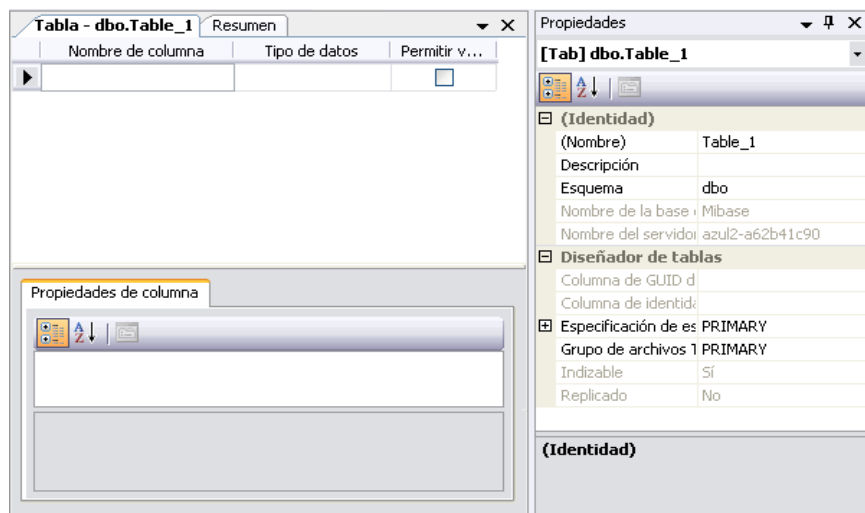 Tabla - dbo.Table_1
Resumen
Nombre de columna
Tipo de datos
Permitir v...
Propiedades de columna
Propiedades
[Tab] dbo.Table_1
(Identidad)
(Nombre) Table_1
Descripción
Esquema dbo
Nombre de la base Mibase
Nombre del servidor azul2-a62b41c90
Diseñador de tablas
Columna de GUID d
Columna de identida
Especificación de es PRIMARY
Grupo de archivos T PRIMARY
Indizable Sí
Replicado No
(Identidad)